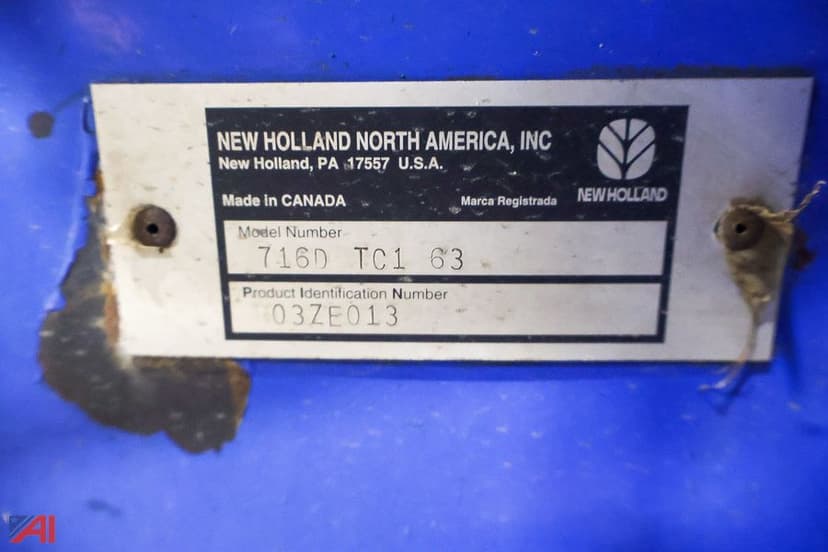 NEW HOLLAND NORTH AMERICA, INC
New Holland, PA 17557 U.S.A.
Made in CANADA
Marca Registrada
NEW HOLLAND
Model Number
716D TC1 63
Product Identification Number
03ZE013
AI